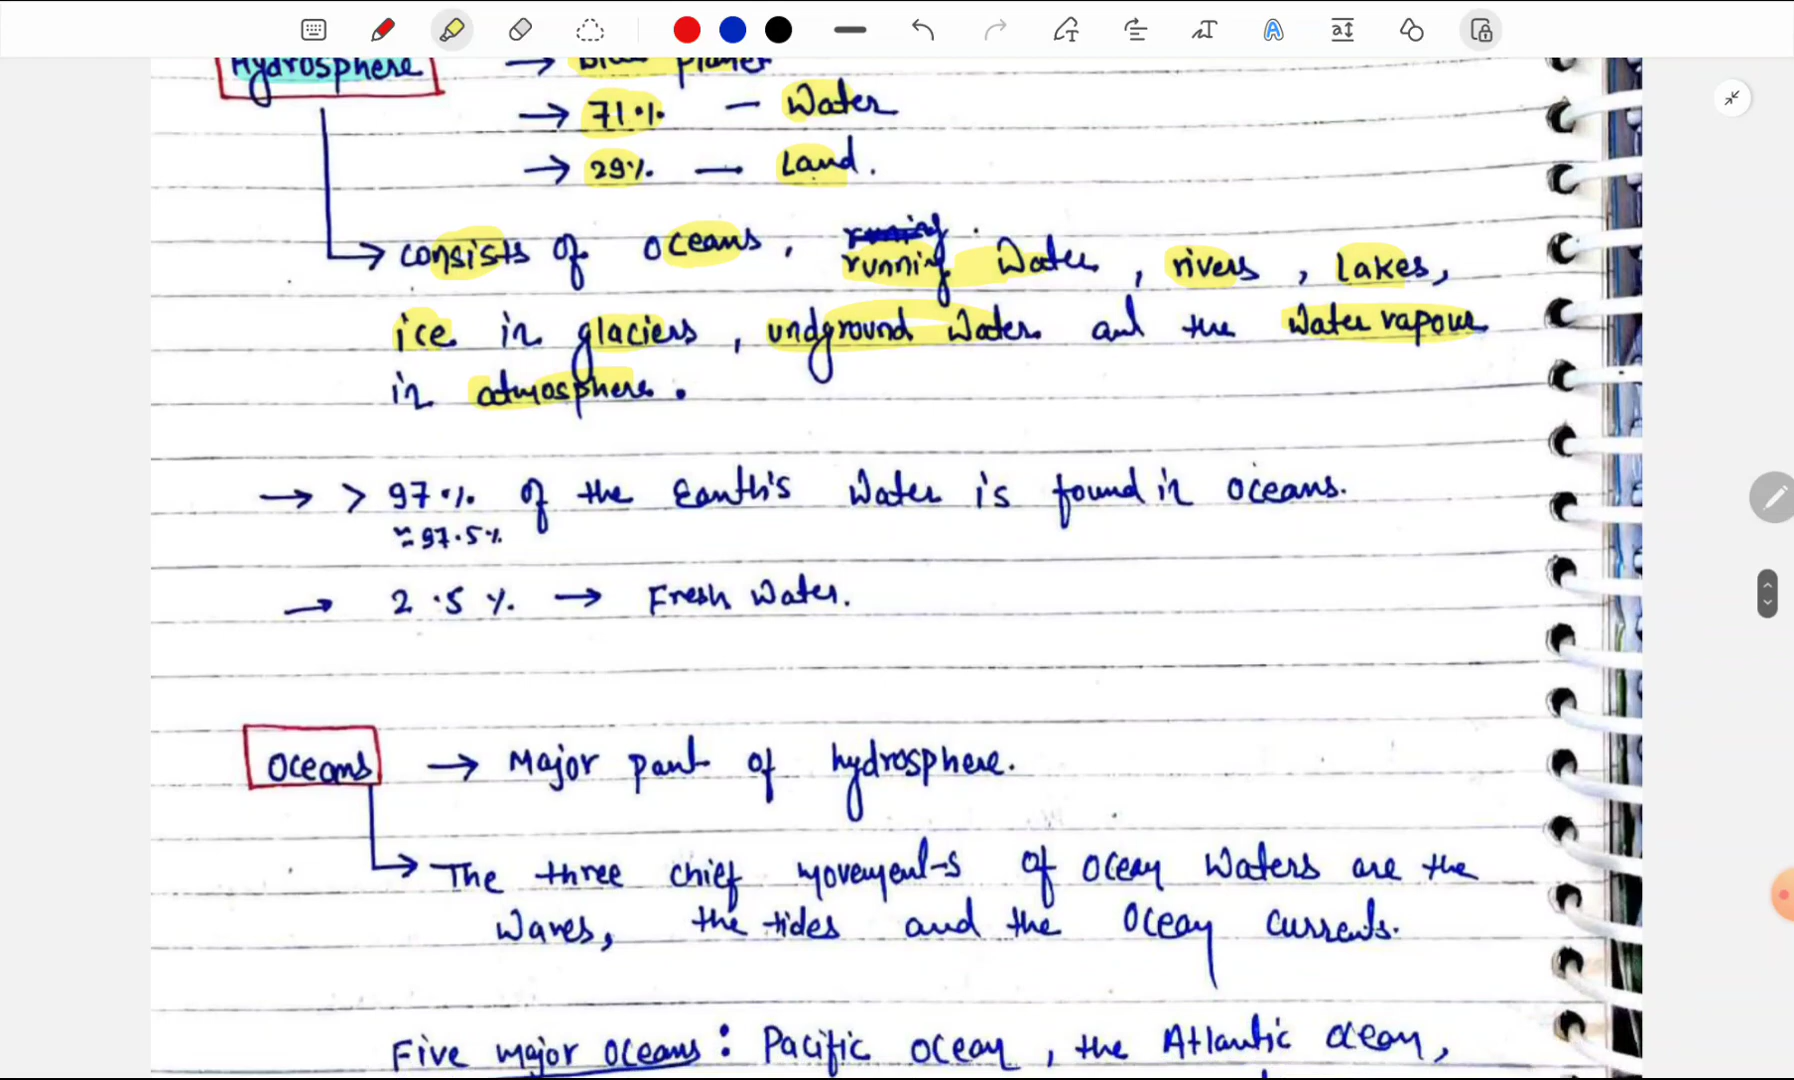 Hydrosphere → Blue planet
→ 71% — Water
→ 29% — Land.
→ consists of oceans, running water, rivers, lakes,
ice in glaciers, undground water and the water vapour
in atmosphere.
→ > 97% of the Earth's water is found in oceans.
≈ 97.5%
→ 2.5% → Fresh water.
Oceans → Major part of hydrosphere.
→ The three chief movements of ocean waters are the
waves, the tides and the ocean currents.
Five major oceans : Pacific ocean, the Atlantic ocean,